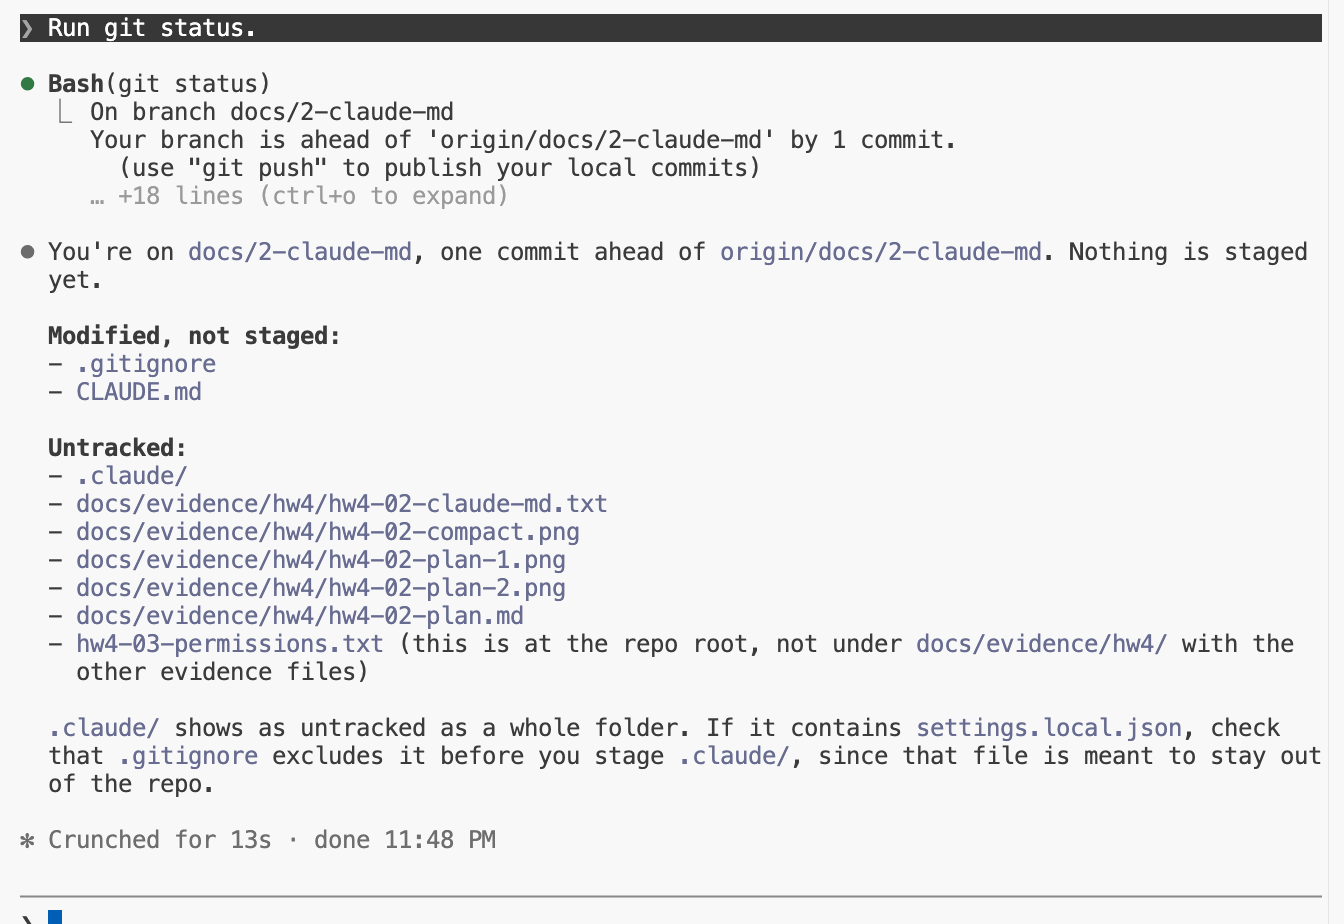 ❯ Run git status.
● Bash(git status)
⎿ On branch docs/2-claude-md
Your branch is ahead of 'origin/docs/2-claude-md' by 1 commit.
(use "git push" to publish your local commits)
… +18 lines (ctrl+o to expand)
● You're on docs/2-claude-md, one commit ahead of origin/docs/2-claude-md. Nothing is staged
yet.
Modified, not staged:
- .gitignore
- CLAUDE.md
Untracked:
- .claude/
- docs/evidence/hw4/hw4-02-claude-md.txt
- docs/evidence/hw4/hw4-02-compact.png
- docs/evidence/hw4/hw4-02-plan-1.png
- docs/evidence/hw4/hw4-02-plan-2.png
- docs/evidence/hw4/hw4-02-plan.md
- hw4-03-permissions.txt (this is at the repo root, not under docs/evidence/hw4/ with the
other evidence files)
.claude/ shows as untracked as a whole folder. If it contains settings.local.json, check
that .gitignore excludes it before you stage .claude/, since that file is meant to stay out
of the repo.
✻ Crunched for 13s · done 11:48 PM
❯